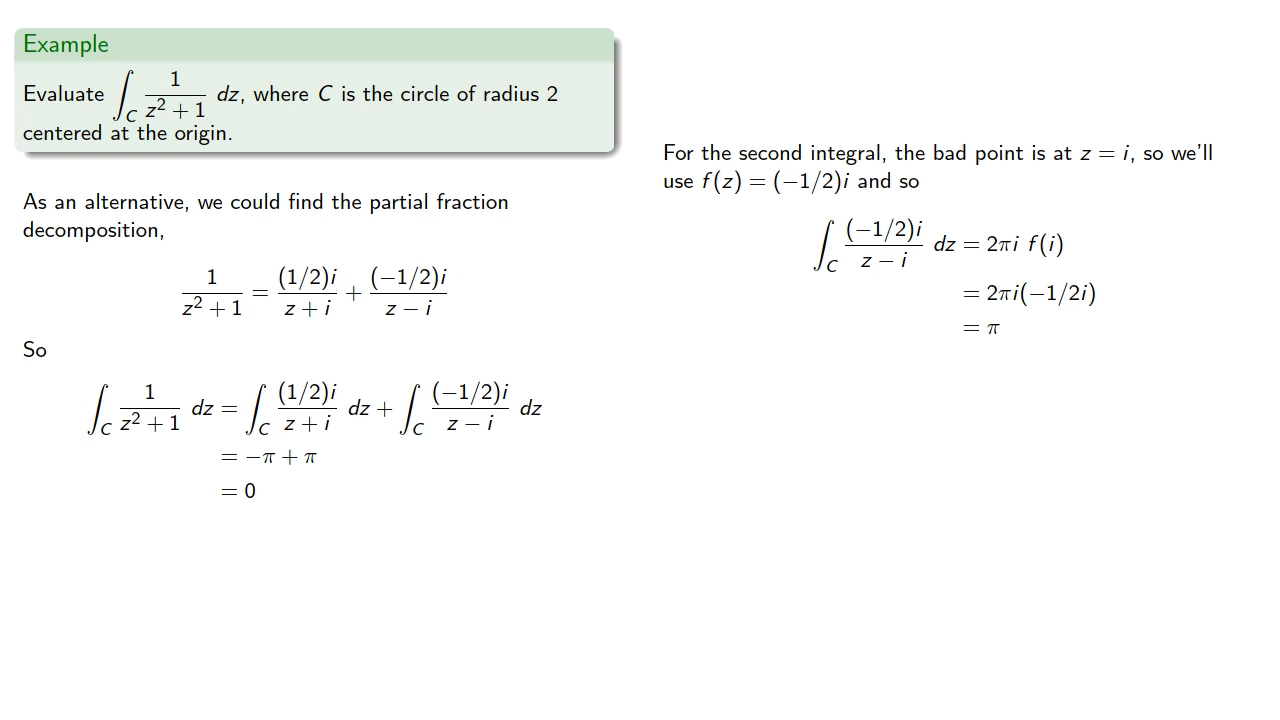 Example
Evaluate ∫_C 1/(z² + 1) dz, where C is the circle of radius 2
centered at the origin.
As an alternative, we could find the partial fraction
decomposition,
1/(z² + 1) = (1/2)i/(z + i) + (−1/2)i/(z − i)
So
∫_C 1/(z² + 1) dz = ∫_C (1/2)i/(z + i) dz + ∫_C (−1/2)i/(z − i) dz
= −π + π
= 0
For the second integral, the bad point is at z = i, so we'll
use f(z) = (−1/2)i and so
∫_C (−1/2)i/(z − i) dz = 2πi f(i)
= 2πi(−1/2i)
= π